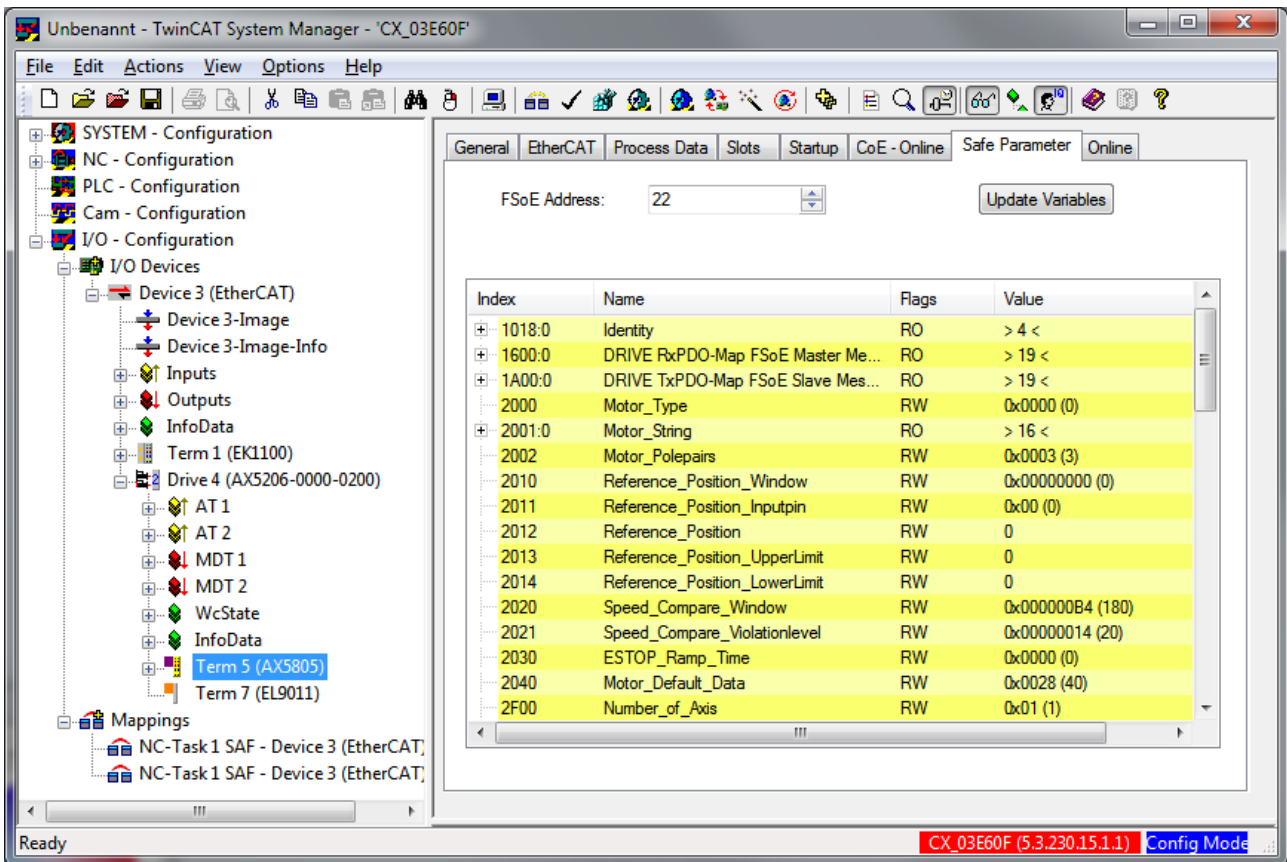 Unbenannt - TwinCAT System Manager - 'CX_03E60F'
File Edit Actions View Options Help
SYSTEM - Configuration
NC - Configuration
PLC - Configuration
Cam - Configuration
I/O - Configuration
I/O Devices
Device 3 (EtherCAT)
Device 3-Image
Device 3-Image-Info
Inputs
Outputs
InfoData
Term 1 (EK1100)
Drive 4 (AX5206-0000-0200)
AT 1
AT 2
MDT 1
MDT 2
WcState
InfoData
Term 5 (AX5805)
Term 7 (EL9011)
Mappings
NC-Task 1 SAF - Device 3 (EtherCAT)
NC-Task 1 SAF - Device 3 (EtherCAT)
General EtherCAT Process Data Slots Startup CoE - Online Safe Parameter Online
FSoE Address: 22 Update Variables
Index Name Flags Value
1018:0 Identity RO > 4 <
1600:0 DRIVE RxPDO-Map FSoE Master Me... RO > 19 <
1A00:0 DRIVE TxPDO-Map FSoE Slave Mes... RO > 19 <
2000 Motor_Type RW 0x0000 (0)
2001:0 Motor_String RO > 16 <
2002 Motor_Polepairs RW 0x0003 (3)
2010 Reference_Position_Window RW 0x00000000 (0)
2011 Reference_Position_Inputpin RW 0x00 (0)
2012 Reference_Position RW 0
2013 Reference_Position_UpperLimit RW 0
2014 Reference_Position_LowerLimit RW 0
2020 Speed_Compare_Window RW 0x000000B4 (180)
2021 Speed_Compare_Violationlevel RW 0x00000014 (20)
2030 ESTOP_Ramp_Time RW 0x0000 (0)
2040 Motor_Default_Data RW 0x0028 (40)
2F00 Number_of_Axis RW 0x01 (1)
Ready CX_03E60F (5.3.230.15.1.1) Config Mode